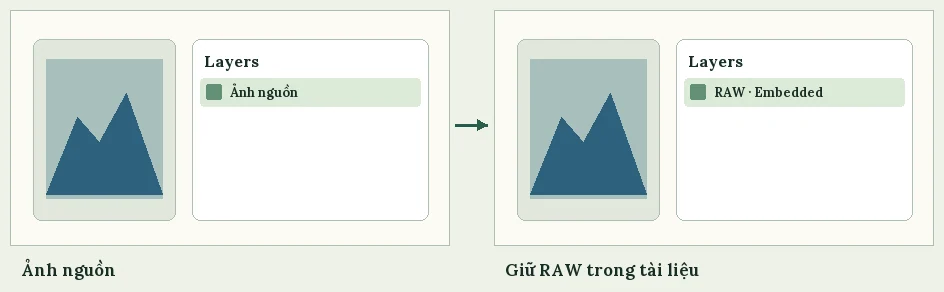 Layers
Ảnh nguồn
Layers
RAW · Embedded
Ảnh nguồn
Giữ RAW trong tài liệu